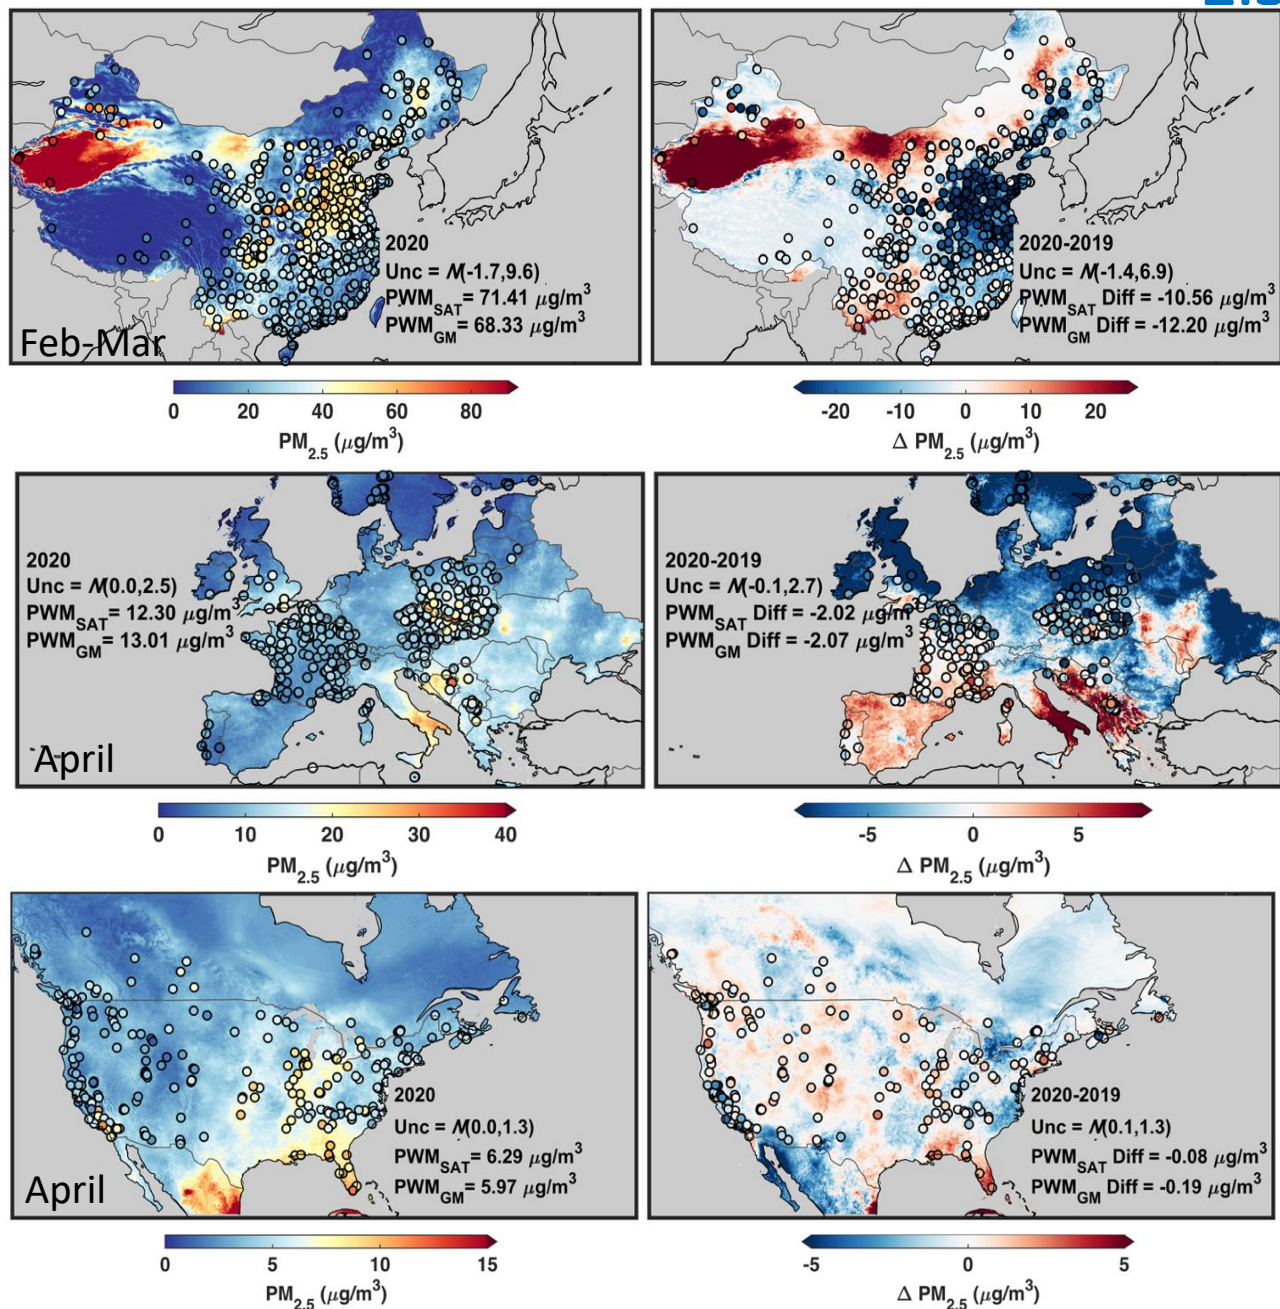 2020
Unc = N(-1.7,9.6)
PWM_SAT = 71.41 μg/m³
PWM_GM = 68.33 μg/m³
Feb-Mar
0 20 40 60 80
PM2.5 (μg/m³)
2020-2019
Unc = N(-1.4,6.9)
PWM_SAT Diff = -10.56 μg/m³
PWM_GM Diff = -12.20 μg/m³
-20 -10 0 10 20
Δ PM2.5 (μg/m³)
2020
Unc = N(0.0,2.5)
PWM_SAT = 12.30 μg/m³
PWM_GM = 13.01 μg/m³
April
0 10 20 30 40
PM2.5 (μg/m³)
2020-2019
Unc = N(-0.1,2.7)
PWM_SAT Diff = -2.02 μg/m³
PWM_GM Diff = -2.07 μg/m³
-5 0 5
Δ PM2.5 (μg/m³)
2020
Unc = N(0.0,1.3)
PWM_SAT = 6.29 μg/m³
PWM_GM = 5.97 μg/m³
April
0 5 10 15
PM2.5 (μg/m³)
2020-2019
Unc = N(0.1,1.3)
PWM_SAT Diff = -0.08 μg/m³
PWM_GM Diff = -0.19 μg/m³
-5 0 5
Δ PM2.5 (μg/m³)